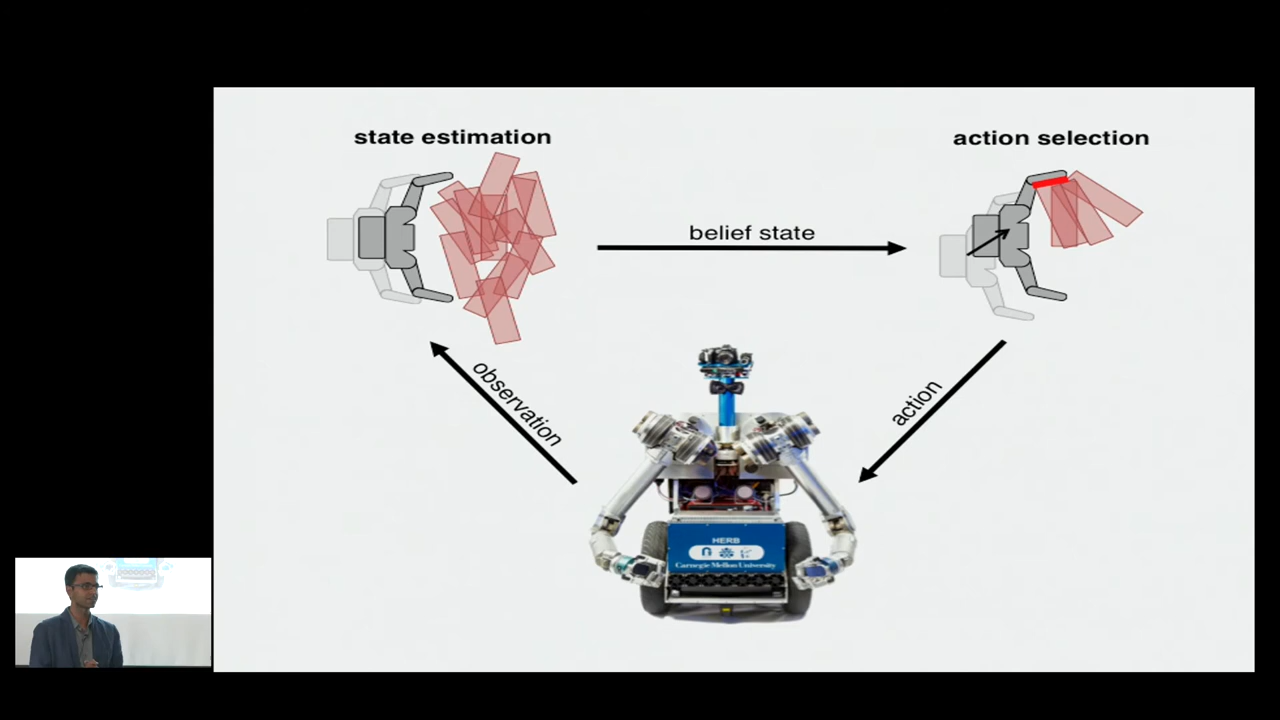 state estimation
action selection
belief state
observation
action
HERB
Carnegie Mellon University